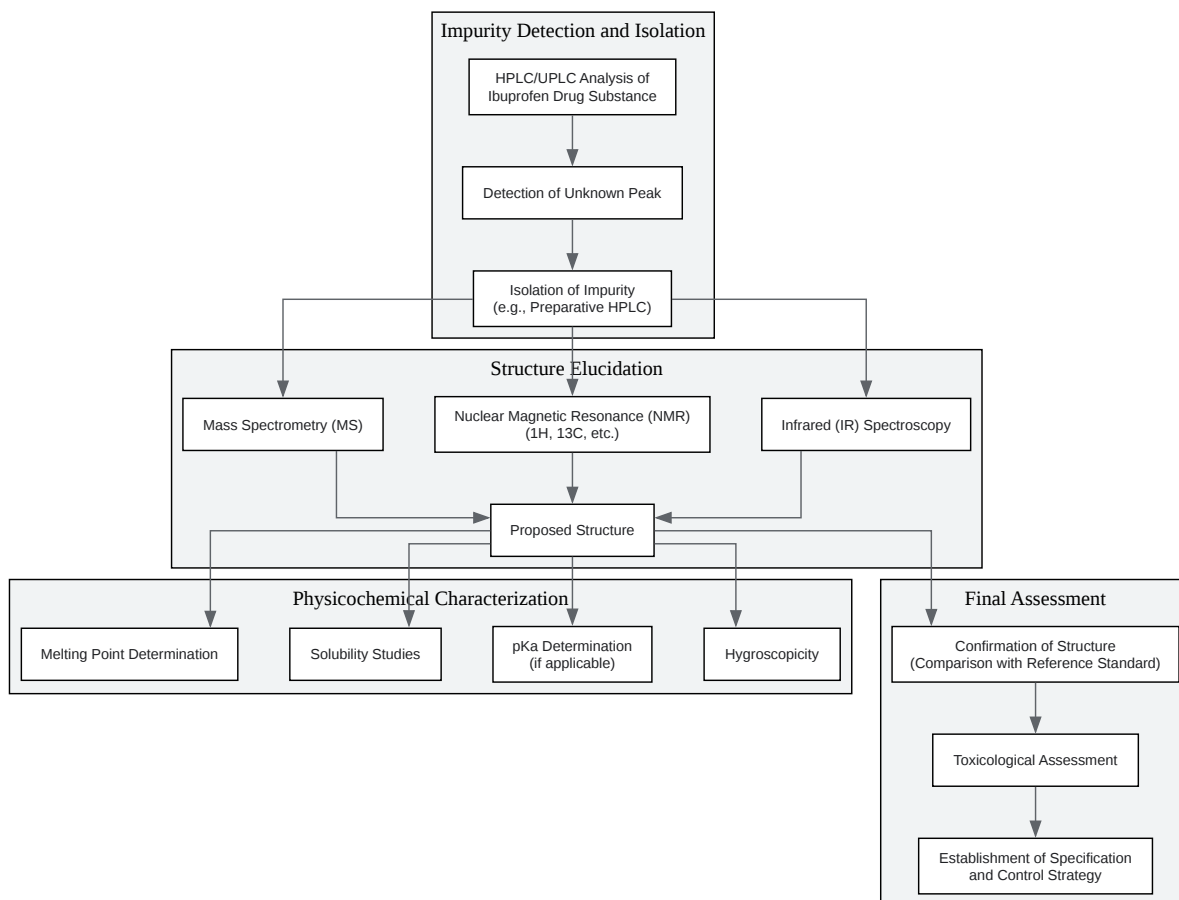 Impurity Detection and Isolation
HPLC/UPLC Analysis of
Ibuprofen Drug Substance
Detection of Unknown Peak
Isolation of Impurity
(e.g., Preparative HPLC)
Structure Elucidation
Mass Spectrometry (MS)
Nuclear Magnetic Resonance (NMR)
(1H, 13C, etc.)
Infrared (IR) Spectroscopy
Proposed Structure
Physicochemical Characterization
Melting Point Determination
Solubility Studies
pKa Determination
(if applicable)
Hygroscopicity
Final Assessment
Confirmation of Structure
(Comparison with Reference Standard)
Toxicological Assessment
Establishment of Specification
and Control Strategy